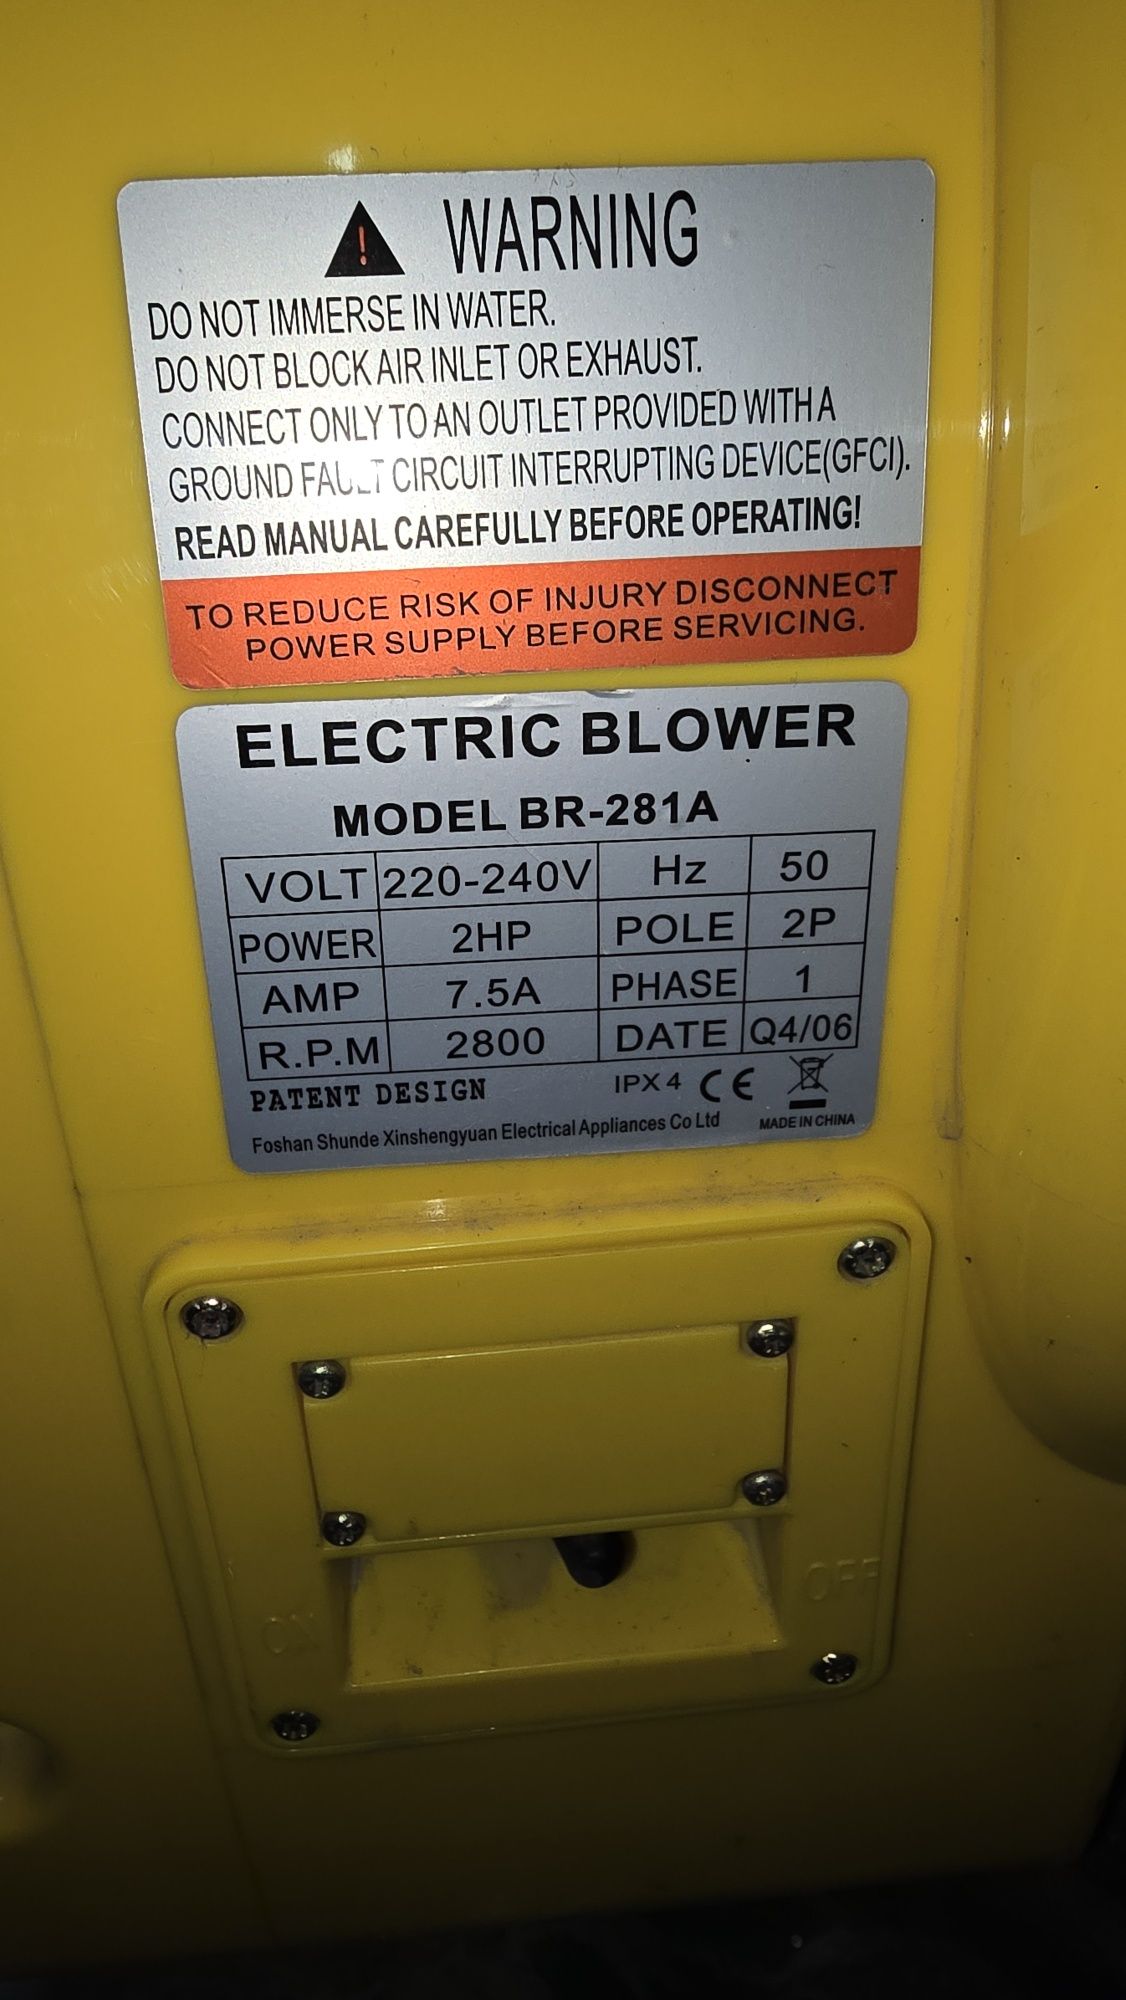 WARNING
DO NOT IMMERSE IN WATER.
DO NOT BLOCK AIR INLET OR EXHAUST.
CONNECT ONLY TO AN OUTLET PROVIDED WITH A
GROUND FAULT CIRCUIT INTERRUPTING DEVICE(GFCI).
READ MANUAL CAREFULLY BEFORE OPERATING!
TO REDUCE RISK OF INJURY DISCONNECT
POWER SUPPLY BEFORE SERVICING.
ELECTRIC BLOWER
MODEL BR-281A
VOLT 220-240V Hz 50
POWER 2HP POLE 2P
AMP 7.5A PHASE 1
R.P.M 2800 DATE Q4/06
PATENT DESIGN IPX4 CE
Foshan Shunde Xinshengyuan Electrical Appliances Co Ltd MADE IN CHINA
ON OFF